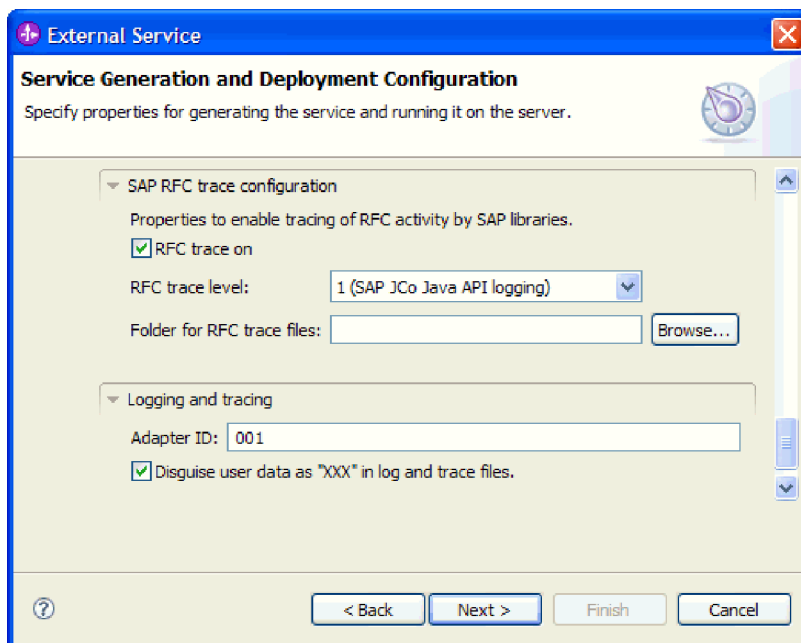 External Service
Service Generation and Deployment Configuration
Specify properties for generating the service and running it on the server.
SAP RFC trace configuration
Properties to enable tracing of RFC activity by SAP libraries.
RFC trace on
RFC trace level: 1 (SAP JCo Java API logging)
Folder for RFC trace files: Browse...
Logging and tracing
Adapter ID: 001
Disguise user data as "XXX" in log and trace files.
? < Back Next > Finish Cancel